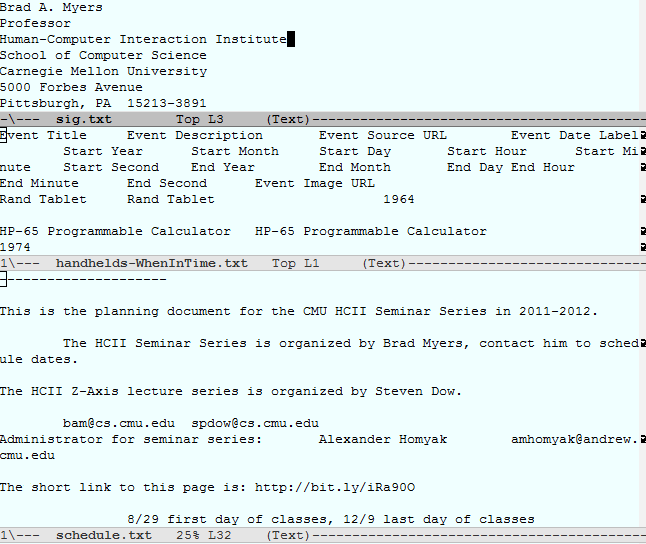 Brad A. Myers
Professor
Human-Computer Interaction Institute
School of Computer Science
Carnegie Mellon University
5000 Forbes Avenue
Pittsburgh, PA  15213-3891
-\---  sig.txt        Top L3     (Text)------------------------------------------
Event Title     Event Description       Event Source URL        Event Date Label
        Start Year      Start Month     Start Day       Start Hour      Start Mi
nute    Start Second    End Year        End Month       End Day End Hour
End Minute      End Second      Event Image URL
Rand Tablet     Rand Tablet                     1964
HP-65 Programmable Calculator   HP-65 Programmable Calculator
1974
1\---  handhelds-WhenInTime.txt   Top L1     (Text)------------------------------
---------------------
This is the planning document for the CMU HCII Seminar Series in 2011-2012.
        The HCII Seminar Series is organized by Brad Myers, contact him to sched
ule dates.
The HCII Z-Axis lecture series is organized by Steven Dow.
        bam@cs.cmu.edu  spdow@cs.cmu.edu
Administrator for seminar series:       Alexander Homyak        amhomyak@andrew.
cmu.edu
The short link to this page is: http://bit.ly/iRa90O
                8/29 first day of classes, 12/9 last day of classes
1\---  schedule.txt   25% L32    (Text)------------------------------------------